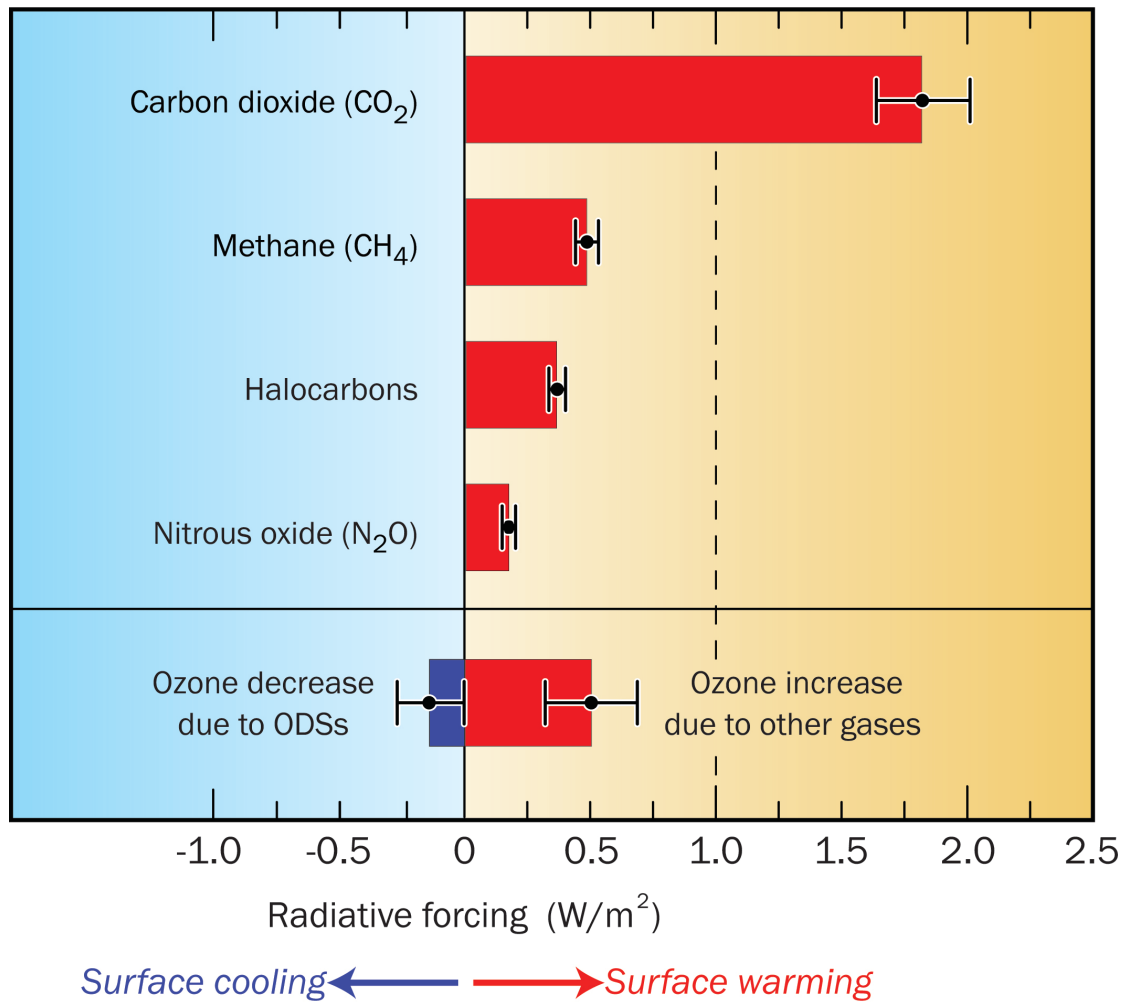 Carbon dioxide (CO₂)
Methane (CH₄)
Halocarbons
Nitrous oxide (N₂O)
Ozone decrease
due to ODSs
Ozone increase
due to other gases
-1.0 -0.5 0 0.5 1.0 1.5 2.0 2.5
Radiative forcing (W/m²)
Surface cooling Surface warming